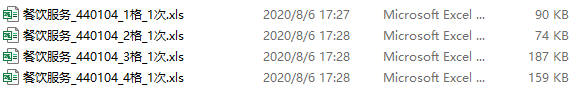 餐饮服务_440104_1格_1次.xls 2020/8/6 17:27 Microsoft Excel ... 90 KB
餐饮服务_440104_2格_1次.xls 2020/8/6 17:28 Microsoft Excel ... 74 KB
餐饮服务_440104_3格_1次.xls 2020/8/6 17:28 Microsoft Excel ... 187 KB
餐饮服务_440104_4格_1次.xls 2020/8/6 17:28 Microsoft Excel ... 159 KB